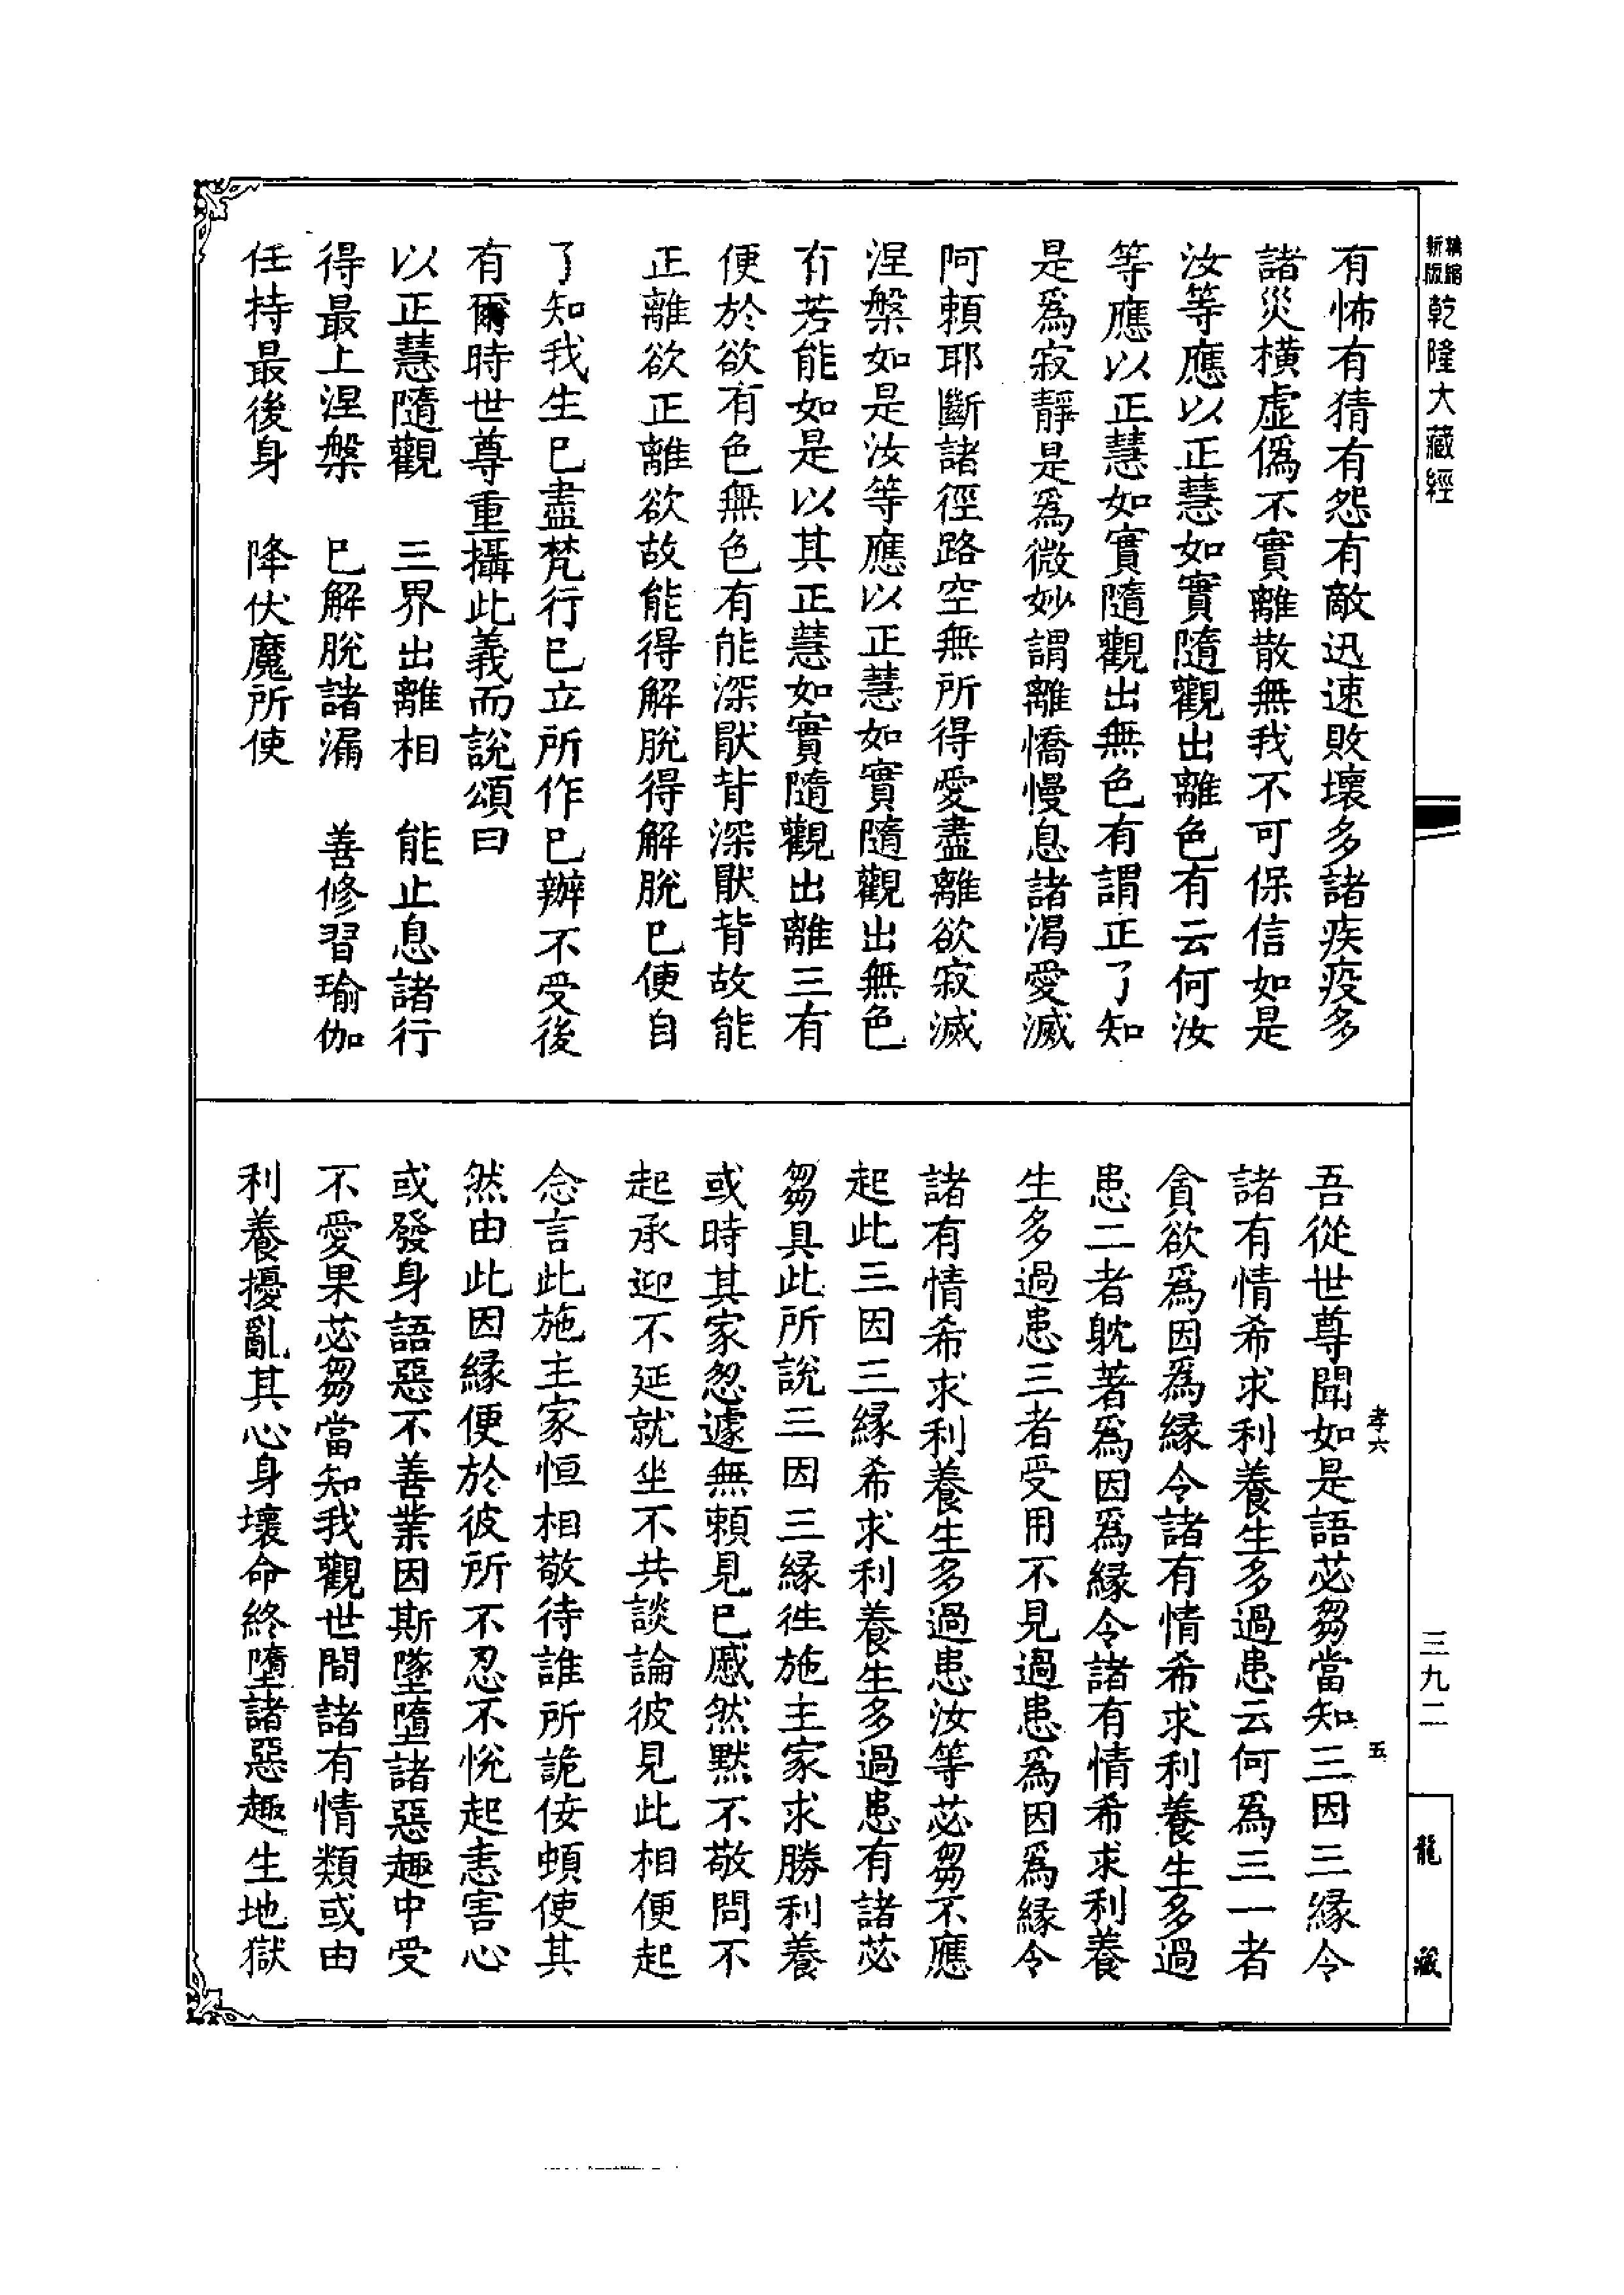 新版
精縮
乾隆大藏經
有怖有猜有怨有敵迅速敗壞多諸疾疫多
諸災橫虛僞不實離散無我不可保信如是
汝等應以正慧如實隨觀出離色有云何汝
等應以正慧如實隨觀出無色有謂正了知
是爲寂靜是爲微妙謂離憍慢息諸渴愛滅
阿賴耶斷諸徑路空無所得愛盡離欲寂滅
涅槃如是汝等應以正慧如實隨觀出無色
有若能如是以其正慧如實隨觀出離三有
便於欲有色無色有能深猒背深猒背故能
正離欲正離欲故能得解脫得解脫已便自
了知我生已盡梵行已立所作已辦不受後
有爾時世尊重攝此義而說頌曰
以正慧隨觀　三界出離相　能止息諸行
得最上涅槃　已解脫諸漏　善修習瑜伽
任持最後身　降伏魔所使
孝六　五
吾從世尊聞如是語苾芻當知三因三緣令
諸有情希求利養生多過患云何爲三一者
貪欲爲因爲緣令諸有情希求利養生多過
患二者躭著爲因爲緣令諸有情希求利養
生多過患三者受用不見過患爲因爲緣令
諸有情希求利養生多過患汝等苾芻不應
起此三因三緣希求利養生多過患有諸苾
芻具此所說三因三緣徃施主家求勝利養
或時其家忽遽無賴見已慼然默不敬問不
起承迎不延就坐不共談論彼見此相便起
念言此施主家恒相敬待誰所詭佞頓使其
然由此因緣便於彼所不忍不悅起恚害心
或發身語惡不善業因斯墜墮諸惡趣中受
不愛果苾芻當知我觀世間諸有情類或由
利養擾亂其心身壞命終墮諸惡趣生地獄
三九二
龍藏